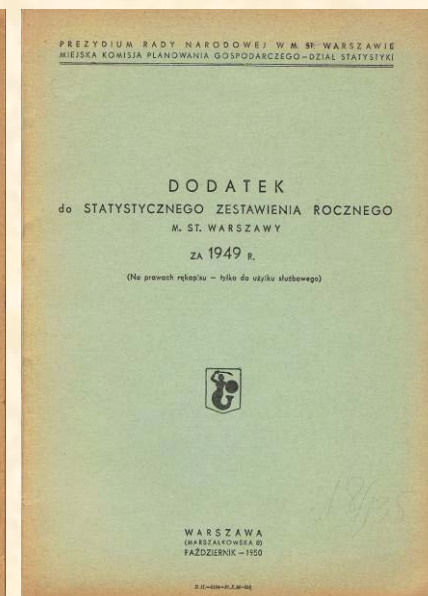 PREZYDIUM RADY NARODOWEJ W M. ST. WARSZAWIE
MIEJSKA KOMISJA PLANOWANIA GOSPODARCZEGO – DZIAŁ STATYSTYKI
DODATEK
do STATYSTYCZNEGO ZESTAWIENIA ROCZNEGO
M. ST. WARSZAWY
ZA 1949 R.
(Na prawach rękopisu – tylko do użytku służbowego)
WARSZAWA
(MARSZAŁKOWSKA 8)
PAŹDZIERNIK – 1950